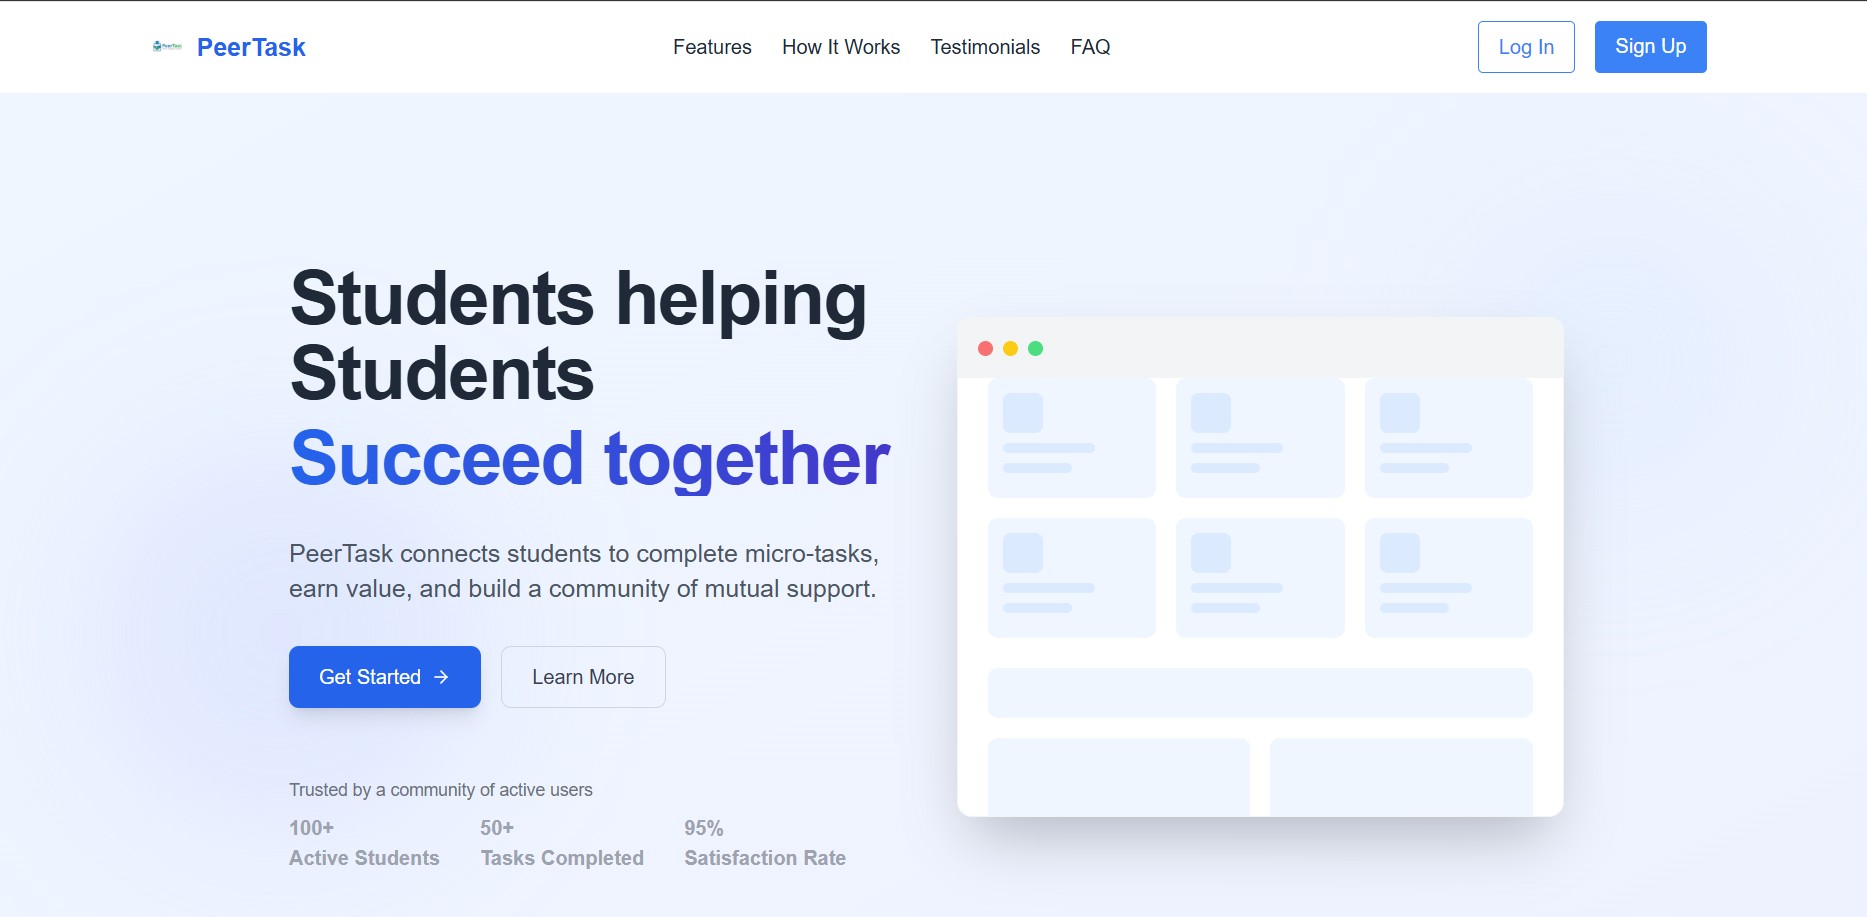 PeerTask
Features
How It Works
Testimonials
FAQ
Log In
Sign Up
Students helping
Students
Succeed together
PeerTask connects students to complete micro-tasks,
earn value, and build a community of mutual support.
Get Started →
Learn More
Trusted by a community of active users
100+
Active Students
50+
Tasks Completed
95%
Satisfaction Rate